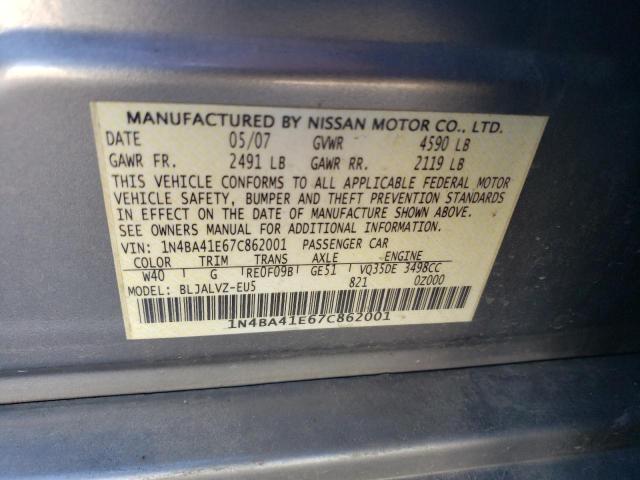 MANUFACTURED BY NISSAN MOTOR CO., LTD.
DATE 05/07 GVWR 4590 LB
GAWR FR. 2491 LB GAWR RR. 2119 LB
THIS VEHICLE CONFORMS TO ALL APPLICABLE FEDERAL MOTOR
VEHICLE SAFETY, BUMPER AND THEFT PREVENTION STANDARDS
IN EFFECT ON THE DATE OF MANUFACTURE SHOWN ABOVE.
SEE OWNERS MANUAL FOR ADDITIONAL INFORMATION.
VIN: 1N4BA41E67C862001 PASSENGER CAR
COLOR TRIM TRANS AXLE ENGINE
W40 G RE0F09B GE51 VQ35DE 3498CC
MODEL: BLJALVZ-EU5 821 0Z000
1N4BA41E67C862001